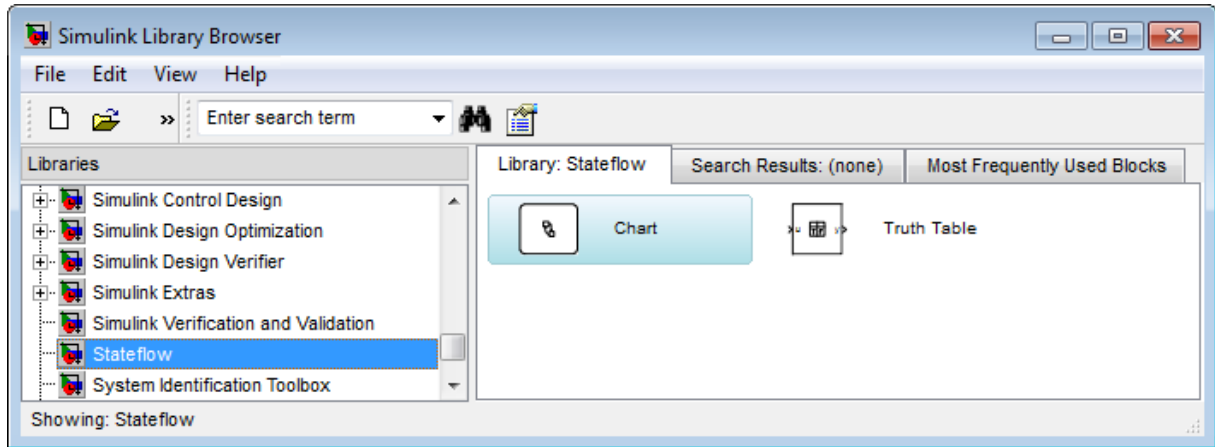 Simulink Library Browser
File Edit View Help
» Enter search term
Libraries
Library: Stateflow
Search Results: (none)
Most Frequently Used Blocks
Simulink Control Design
Simulink Design Optimization
Simulink Design Verifier
Simulink Extras
Simulink Verification and Validation
Stateflow
System Identification Toolbox
Chart
Truth Table
Showing: Stateflow